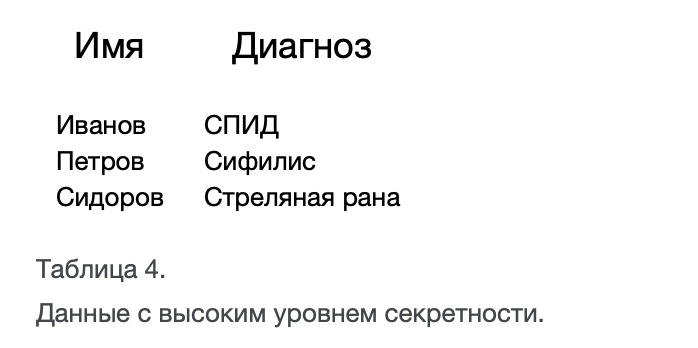 Имя Диагноз
Иванов СПИД
Петров Сифилис
Сидоров Стреляная рана
Таблица 4.
Данные с высоким уровнем секретности.